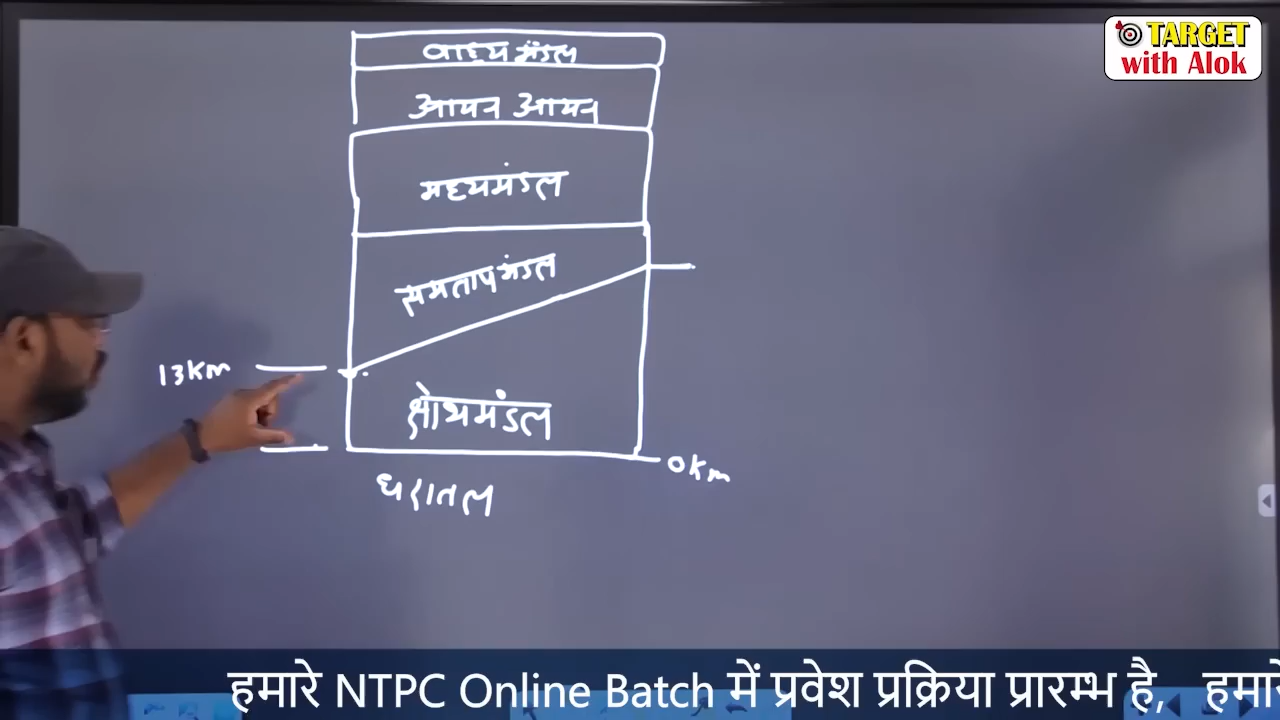 TARGET
with Alok
वाह्य मंडल
आयन आयन
मध्यमंडल
समतापमंडल
13km
क्षोभमंडल
0km
धरातल
हमारे NTPC Online Batch में प्रवेश प्रक्रिया प्रारम्भ है, हमारे